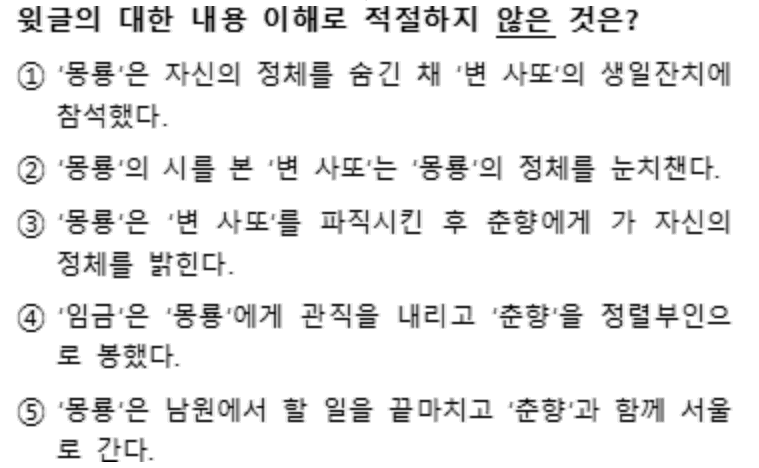 윗글의 대한 내용 이해로 적절하지 않은 것은?
① '몽룡'은 자신의 정체를 숨긴 채 '변 사또'의 생일잔치에
참석했다.
② '몽룡'의 시를 본 '변 사또'는 '몽룡'의 정체를 눈치챈다.
③ '몽룡'은 '변 사또'를 파직시킨 후 춘향에게 가 자신의
정체를 밝힌다.
④ '임금'은 '몽룡'에게 관직을 내리고 '춘향'을 정렬부인으
로 봉했다.
⑤ '몽룡'은 남원에서 할 일을 끝마치고 '춘향'과 함께 서울
로 간다.